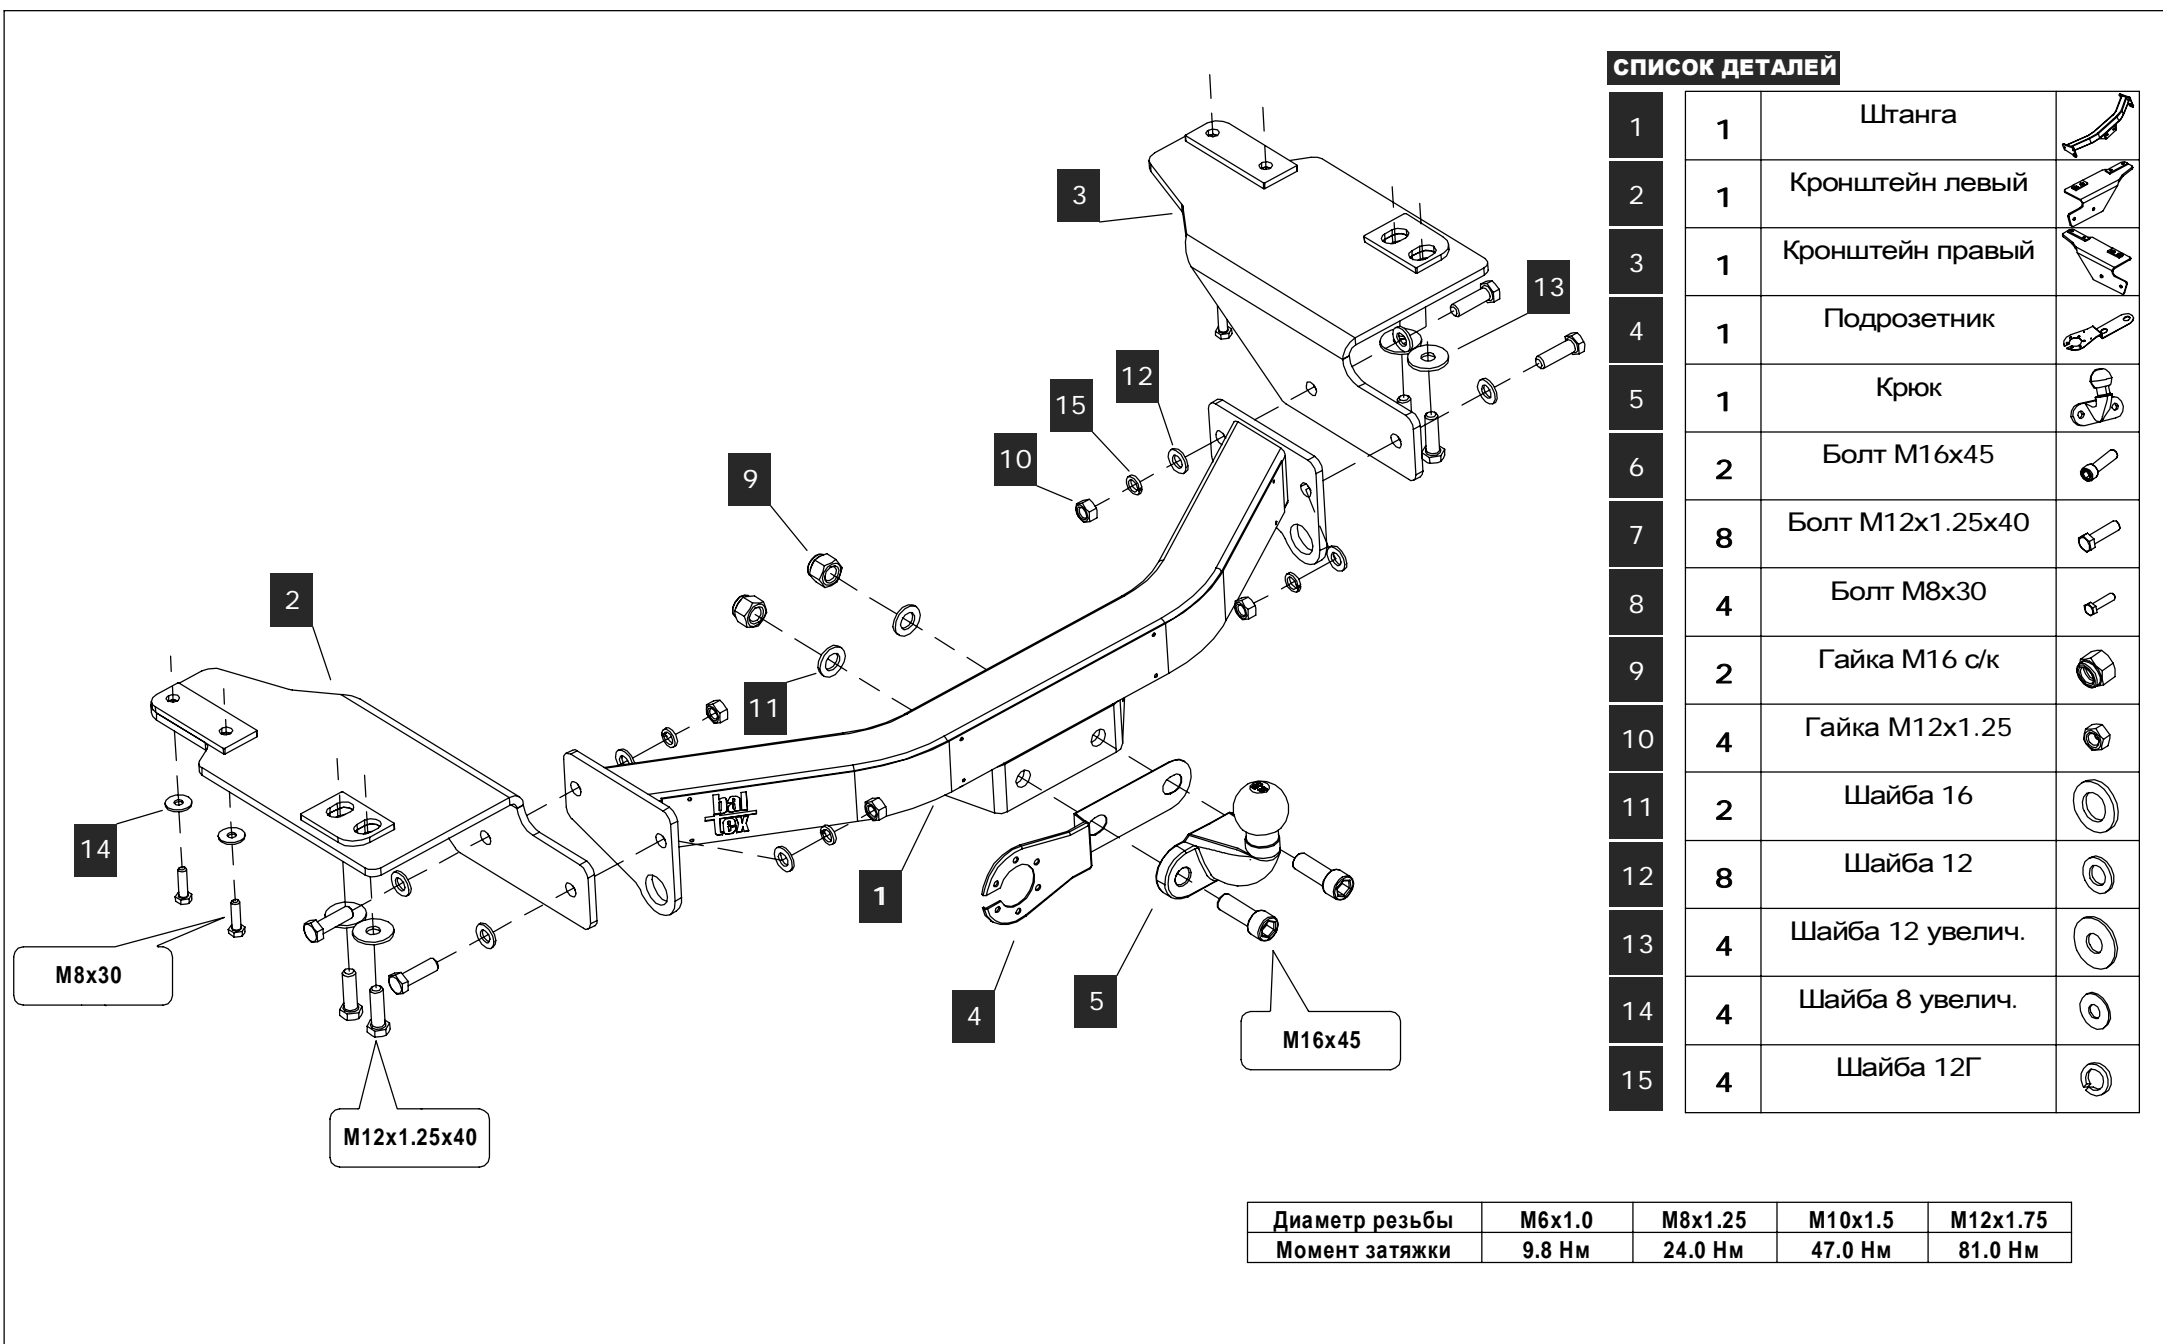 СПИСОК ДЕТАЛЕЙ
1 1 Штанга
2 1 Кронштейн левый
3 1 Кронштейн правый
4 1 Подрозетник
5 1 Крюк
6 2 Болт М16х45
7 8 Болт М12х1.25х40
8 4 Болт М8х30
9 2 Гайка М16 с/к
10 4 Гайка М12х1.25
11 2 Шайба 16
12 8 Шайба 12
13 4 Шайба 12 увелич.
14 4 Шайба 8 увелич.
15 4 Шайба 12Г
3
13
12
15
10
9
2
11
14
bal
tex
1
4
5
M8x30
M16x45
M12x1.25x40
Диаметр резьбы M6x1.0 M8x1.25 M10x1.5 M12x1.75
Момент затяжки 9.8 Нм 24.0 Нм 47.0 Нм 81.0 Нм